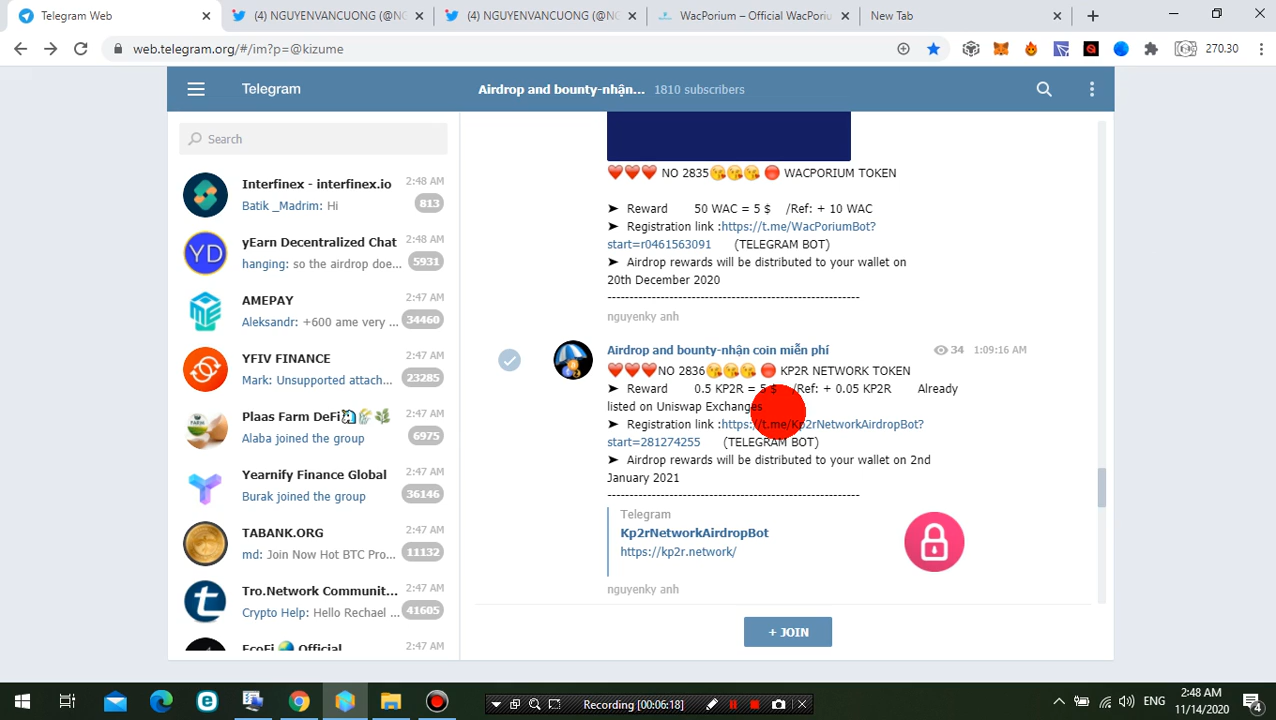 Telegram Web
(4) NGUYENVANCUONG (@NG
(4) NGUYENVANCUONG (@NG
WacPorium – Official WacPoriu
New Tab
web.telegram.org/#/im?p=@kizume
270.30
Telegram
Airdrop and bounty-nhận... 1810 subscribers
Search
Interfinex - interfinex.io 2:48 AM
Batik _Madrim: Hi 813
YD
yEarn Decentralized Chat 2:48 AM
hanging: so the airdrop doe... 5931
AMEPAY 2:47 AM
Aleksandr: +600 ame very ... 34460
YFIV FINANCE 2:47 AM
Mark: Unsupported attach... 23285
Plaas Farm DeFi 2:47 AM
Alaba joined the group 6975
Yearnify Finance Global 2:47 AM
Burak joined the group 36146
TABANK.ORG 2:47 AM
md: Join Now Hot BTC Pro... 11132
Tro.Network Communit... 2:47 AM
Crypto Help: Hello Rechael ... 41605
EcoFi 🌏 Official 2:47 AM
❤️❤️❤️ NO 2835😘😘😘 🔴 WACPORIUM TOKEN
➤ Reward 50 WAC = 5 $ /Ref: + 10 WAC
➤ Registration link :https://t.me/WacPoriumBot?
start=r0461563091 (TELEGRAM BOT)
➤ Airdrop rewards will be distributed to your wallet on
20th December 2020
----------------------------------------------------------
nguyenky anh
Airdrop and bounty-nhận coin miễn phí 34 1:09:16 AM
❤️❤️❤️NO 2836😘😘😘 🔴 KP2R NETWORK TOKEN
➤ Reward 0.5 KP2R = 5 $ /Ref: + 0.05 KP2R Already
listed on Uniswap Exchanges
➤ Registration link :https://t.me/Kp2rNetworkAirdropBot?
start=281274255 (TELEGRAM BOT)
➤ Airdrop rewards will be distributed to your wallet on 2nd
January 2021
----------------------------------------------------------
Telegram
Kp2rNetworkAirdropBot
https://kp2r.network/
nguyenky anh
+ JOIN
Recording [00:06:18]
ENG
2:48 AM
11/14/2020
4